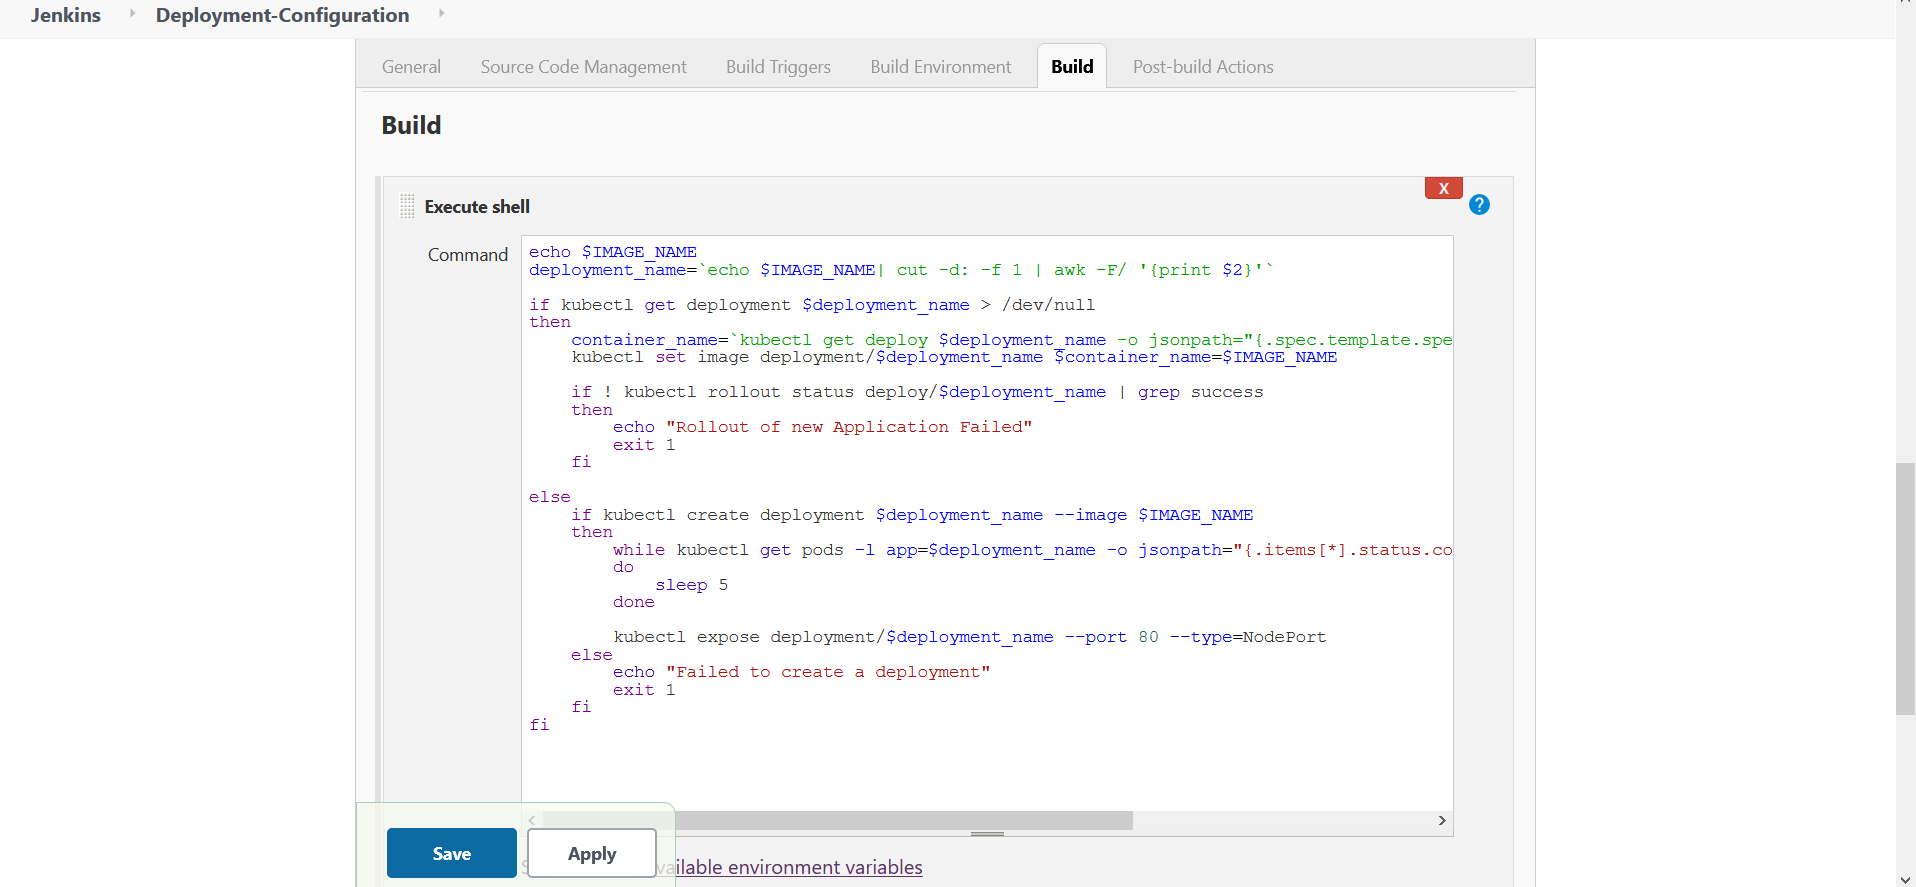 Jenkins Deployment-Configuration
General Source Code Management Build Triggers Build Environment Build Post-build Actions
Build
X
Execute shell
?
Command
echo $IMAGE_NAME
deployment_name=`echo $IMAGE_NAME| cut -d: -f 1 | awk -F/ '{print $2}'`
if kubectl get deployment $deployment_name > /dev/null
then
container_name=`kubectl get deploy $deployment_name -o jsonpath="{.spec.template.spe
kubectl set image deployment/$deployment_name $container_name=$IMAGE_NAME
if ! kubectl rollout status deploy/$deployment_name | grep success
then
echo "Rollout of new Application Failed"
exit 1
fi
else
if kubectl create deployment $deployment_name --image $IMAGE_NAME
then
while kubectl get pods -l app=$deployment_name -o jsonpath="{.items[*].status.co
do
sleep 5
done
kubectl expose deployment/$deployment_name --port 80 --type=NodePort
else
echo "Failed to create a deployment"
exit 1
fi
fi
Save Apply
vailable environment variables